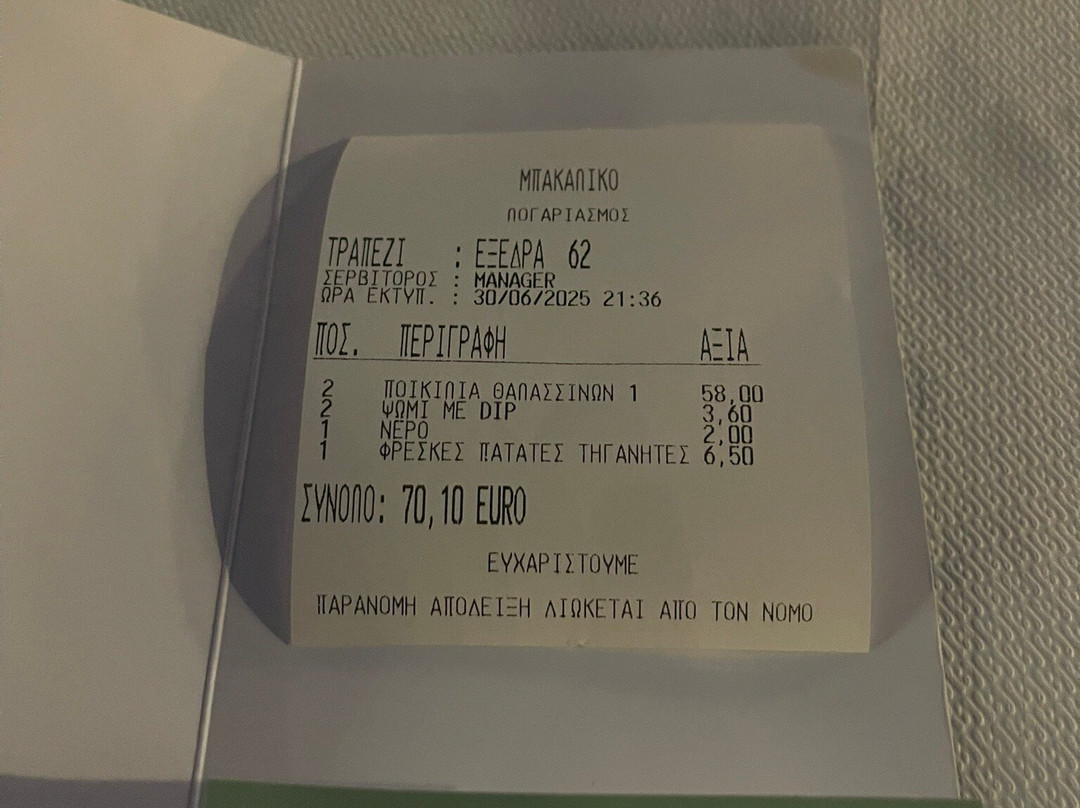 ΜΠΑΚΑΛΙΚΟ
ΛΟΓΑΡΙΑΣΜΟΣ
ΤΡΑΠΕΖΙ : ΕΞΕΔΡΑ 62
ΣΕΡΒΙΤΟΡΟΣ : MANAGER
ΩΡΑ ΕΚΤΥΠ. : 30/06/2025 21:36
ΠΟΣ. ΠΕΡΙΓΡΑΦΗ ΑΞΙΑ
2 ΠΟΙΚΙΛΙΑ ΘΑΛΑΣΣΙΝΩΝ 1 58,00
2 ΨΩΜΙ ΜΕ DIP 3,60
1 ΝΕΡΟ 2,00
1 ΦΡΕΣΚΕΣ ΠΑΤΑΤΕΣ ΤΗΓΑΝΗΤΕΣ 6,50
ΣΥΝΟΛΟ: 70,10 EURO
ΕΥΧΑΡΙΣΤΟΥΜΕ
ΠΑΡΑΝΟΜΗ ΑΠΟΔΕΙΞΗ ΔΙΩΚΕΤΑΙ ΑΠΟ ΤΟΝ ΝΟΜΟ